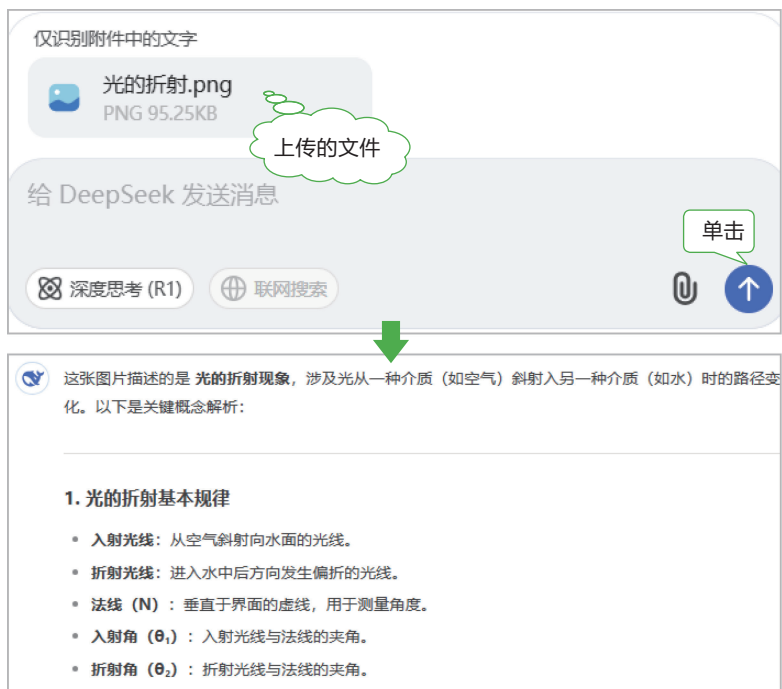 仅识别附件中的文字
光的折射.png
PNG 95.25KB
上传的文件
给 DeepSeek 发送消息
单击
深度思考 (R1)
联网搜索
这张图片描述的是 光的折射现象，涉及光从一种介质（如空气）斜射入另一种介质（如水）时的路径变
化。以下是关键概念解析：
1. 光的折射基本规律
• 入射光线：从空气斜射向水面的光线。
• 折射光线：进入水中后方向发生偏折的光线。
• 法线（N）：垂直于界面的虚线，用于测量角度。
• 入射角（θ₁）：入射光线与法线的夹角。
• 折射角（θ₂）：折射光线与法线的夹角。